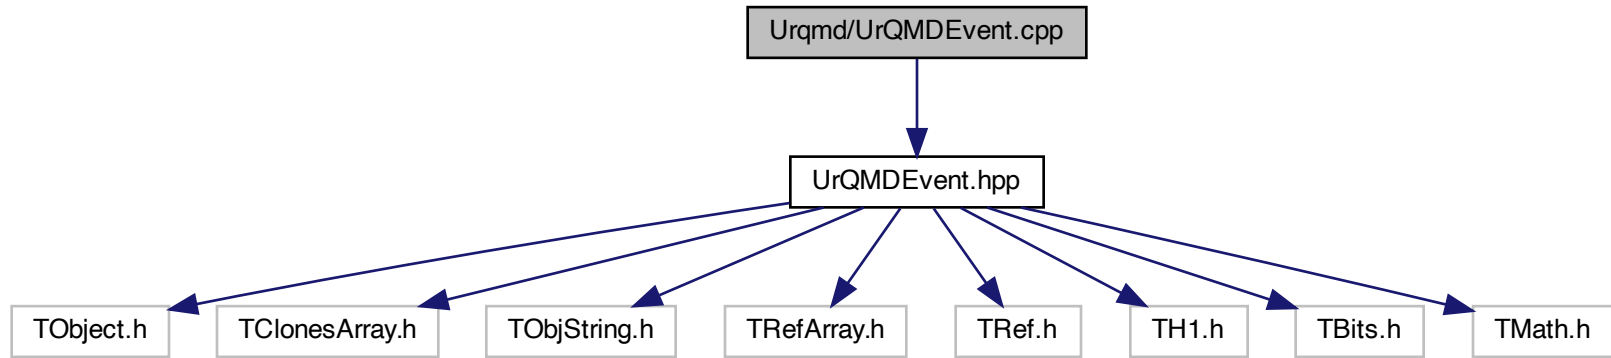 Urqmd/UrQMDEvent.cpp
UrQMDEvent.hpp
TObject.h
TClonesArray.h
TObjString.h
TRefArray.h
TRef.h
TH1.h
TBits.h
TMath.h